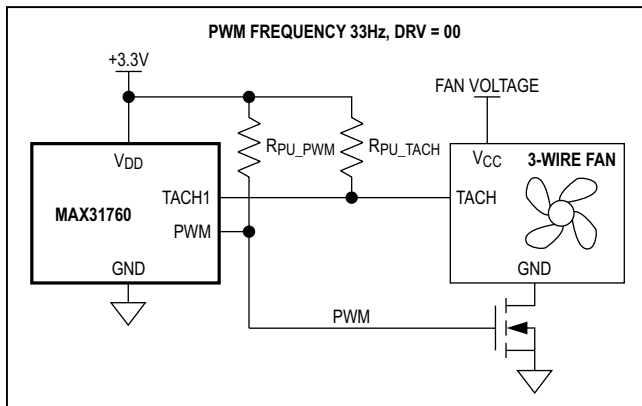 PWM FREQUENCY 33Hz, DRV = 00
+3.3V
FAN VOLTAGE
RPU_PWM
RPU_TACH
VDD
VCC
3-WIRE FAN
TACH1
TACH
MAX31760
PWM
GND
GND
PWM